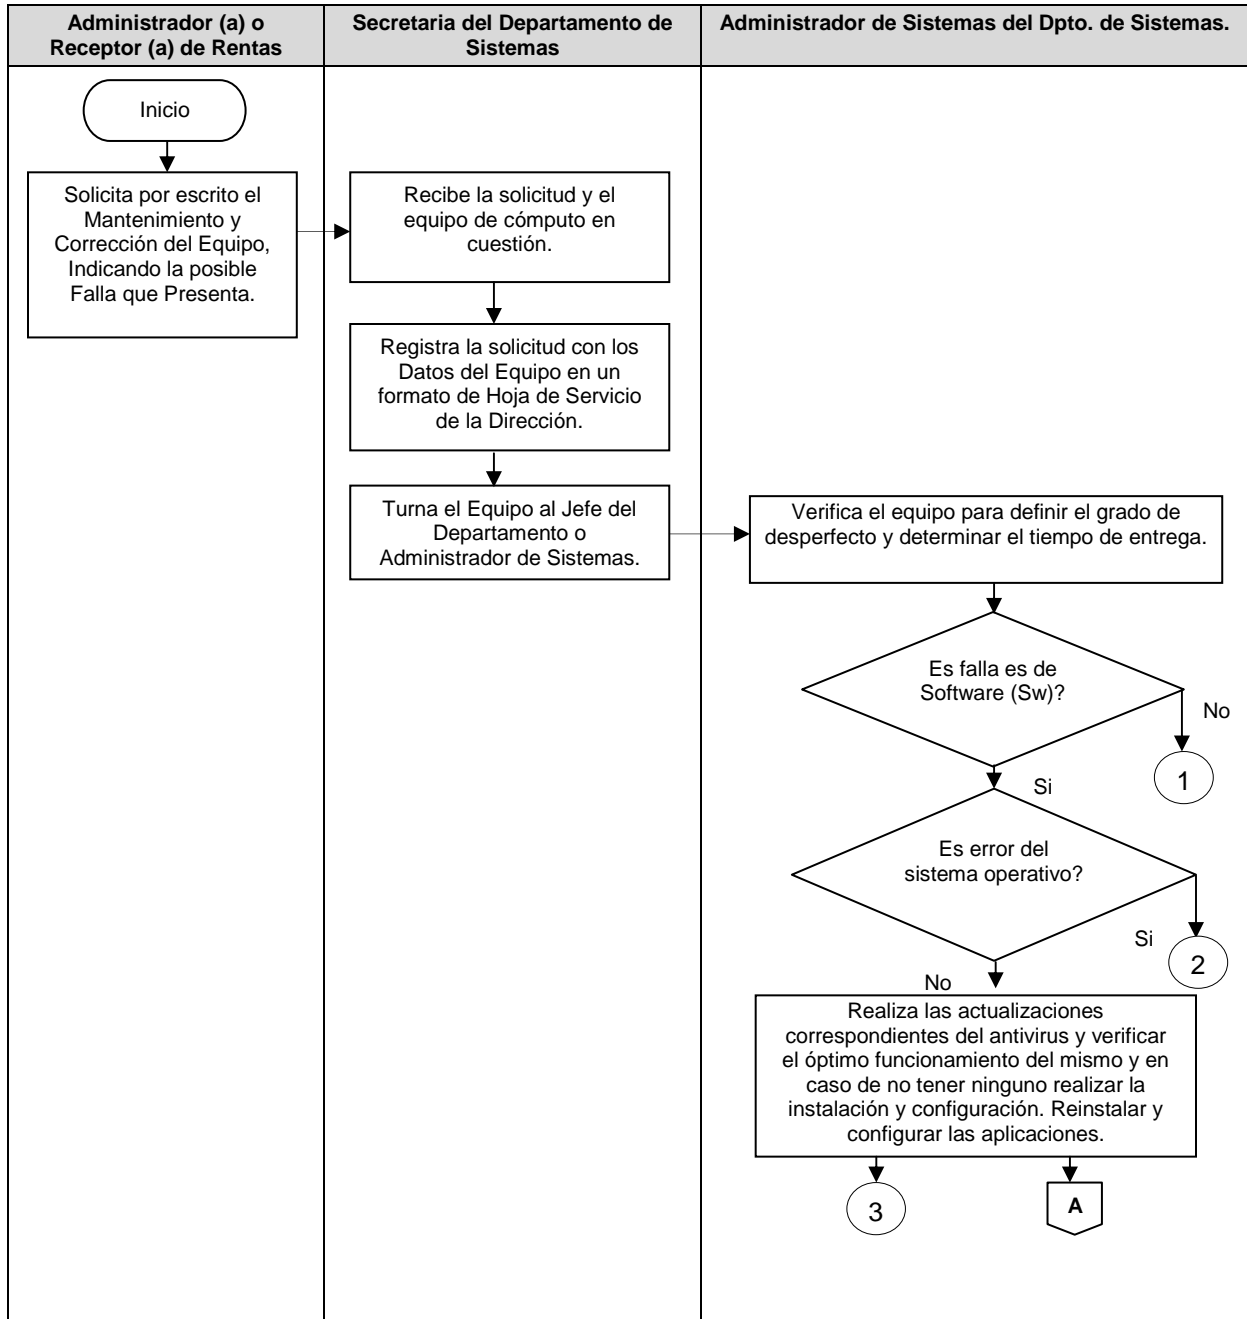 Administrador (a) o
Receptor (a) de Rentas
Secretaria del Departamento de
Sistemas
Administrador de Sistemas del Dpto. de Sistemas.
Inicio
Solicita por escrito el
Mantenimiento y
Corrección del Equipo,
Indicando la posible
Falla que Presenta.
Recibe la solicitud y el
equipo de cómputo en
cuestión.
Registra la solicitud con los
Datos del Equipo en un
formato de Hoja de Servicio
de la Dirección.
Turna el Equipo al Jefe del
Departamento o
Administrador de Sistemas.
Verifica el equipo para definir el grado de
desperfecto y determinar el tiempo de entrega.
Es falla es de
Software (Sw)?
No
1
Si
Es error del
sistema operativo?
Si
2
No
Realiza las actualizaciones
correspondientes del antivirus y verificar
el óptimo funcionamiento del mismo y en
caso de no tener ninguno realizar la
instalación y configuración. Reinstalar y
configurar las aplicaciones.
3
A